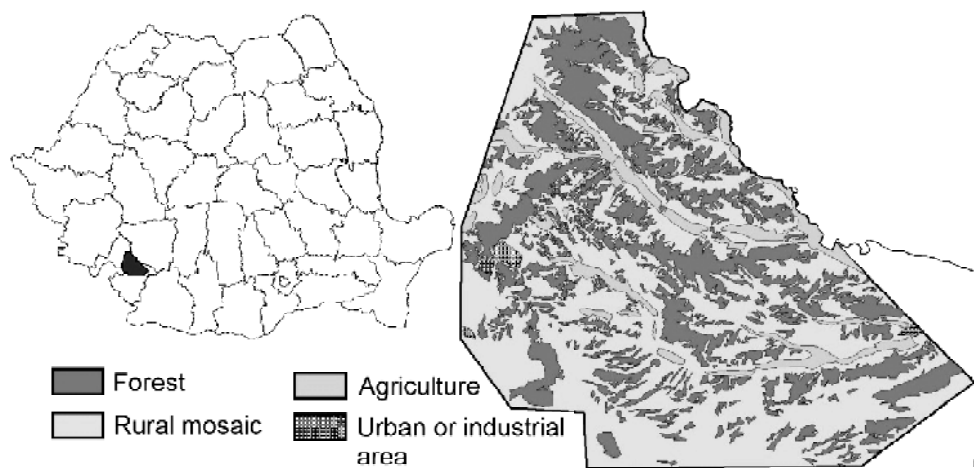 Forest
Rural mosaic
Agriculture
Urban or industrial
area